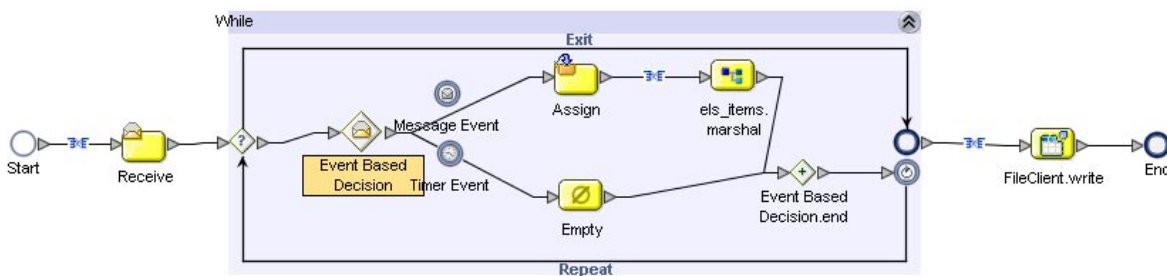 While
Exit
Message Event
Assign
els_items.
marshal
?
Start
Receive
Event Based
Decision
Timer Event
Empty
Event Based
Decision.end
FileClient.write
End
Repeat